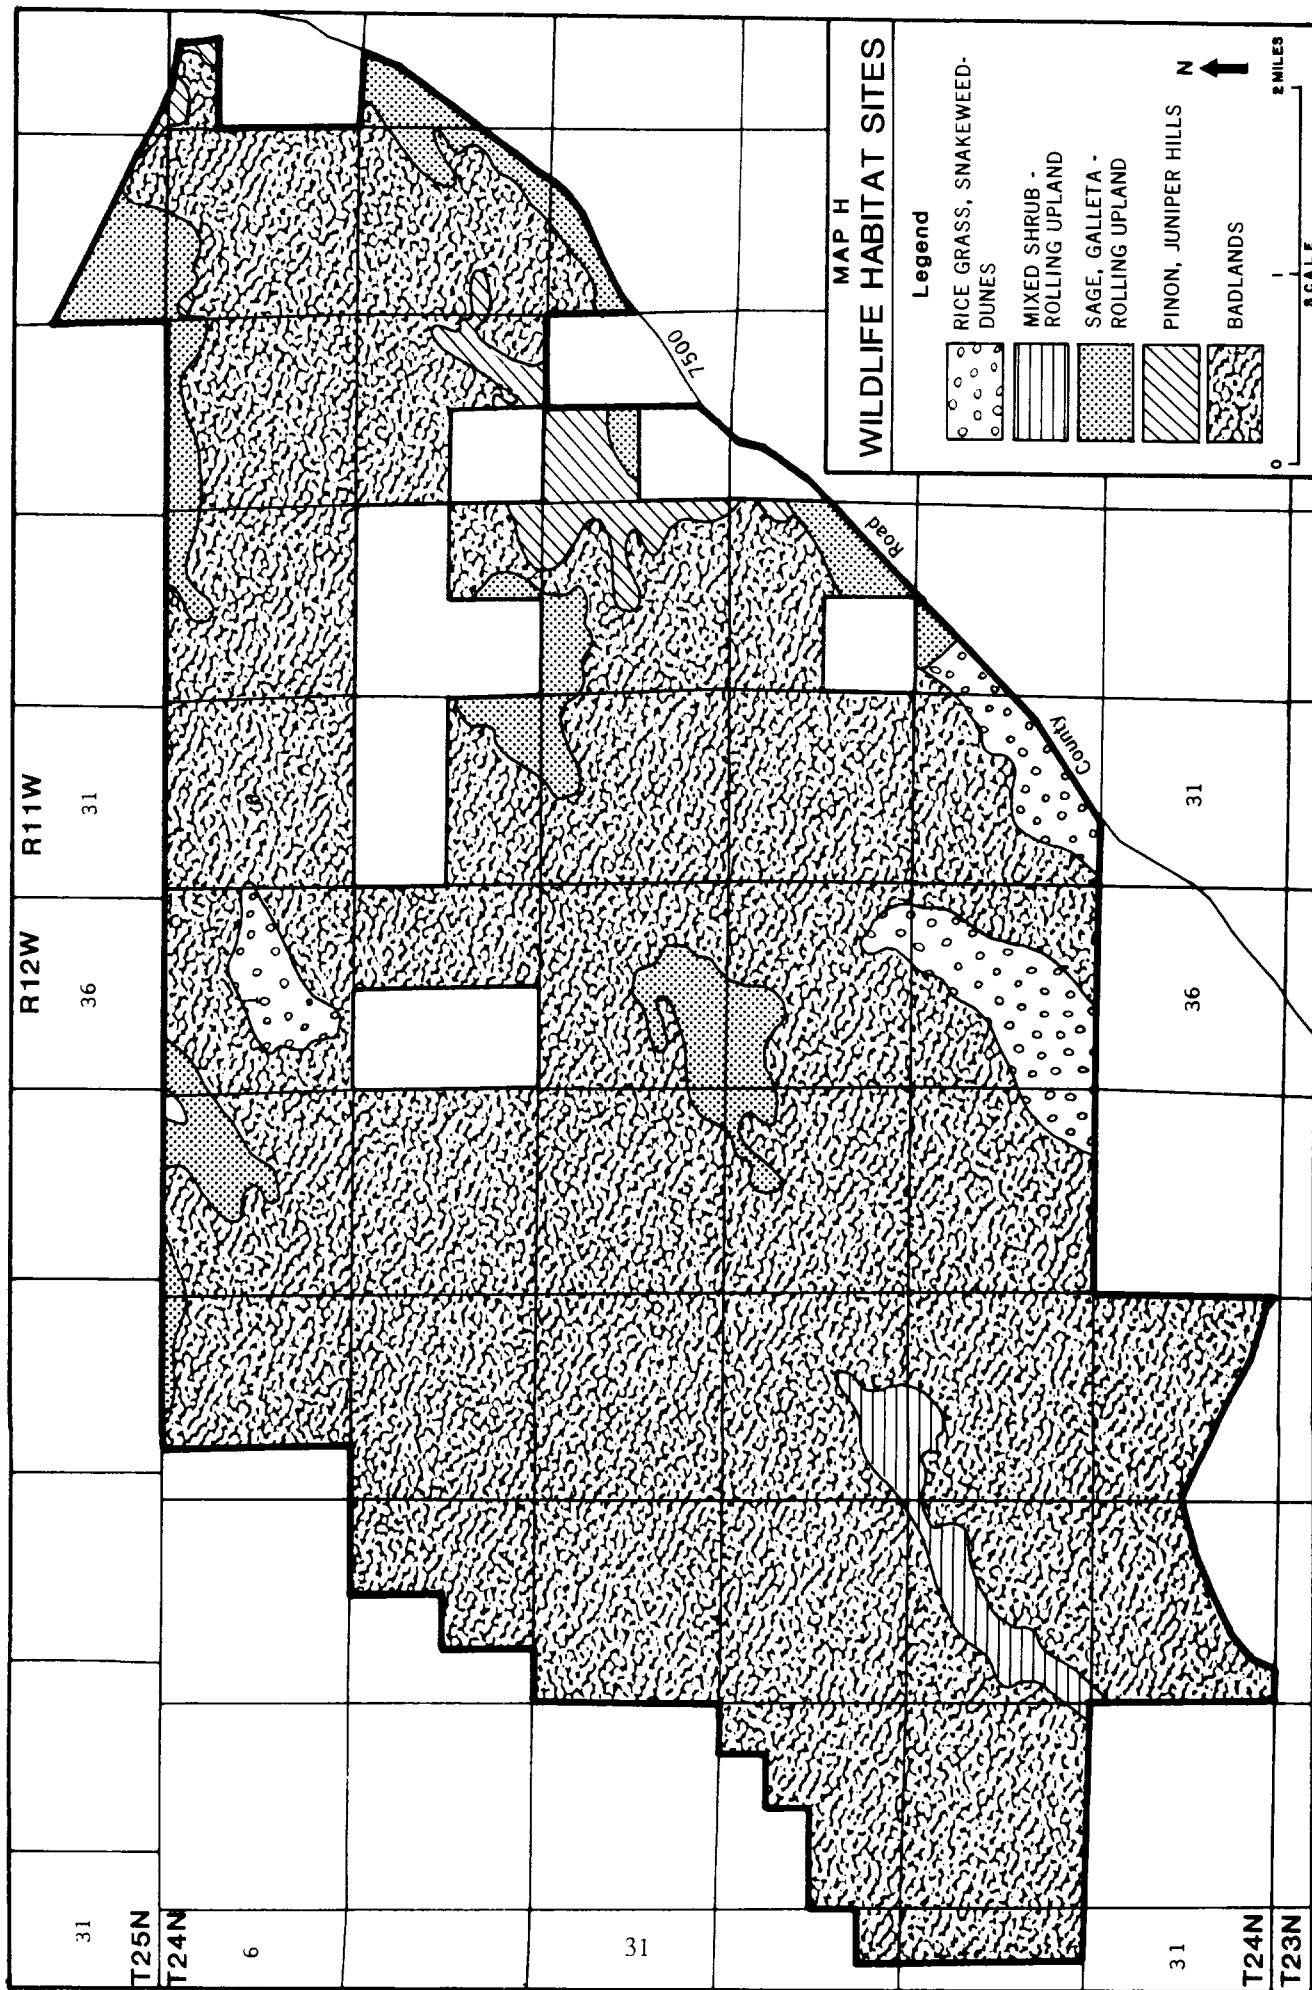 R12W R11W
31
36
31
T25N
T24N
6
31
31
T24N
T23N
36
31
County
Road
7500
MAP H
WILDLIFE HABITAT SITES
Legend
RICE GRASS, SNAKEWEED-
DUNES
MIXED SHRUB -
ROLLING UPLAND
SAGE, GALLETA -
ROLLING UPLAND
PINON, JUNIPER HILLS
BADLANDS
N
0 1 2 MILES
SCALE